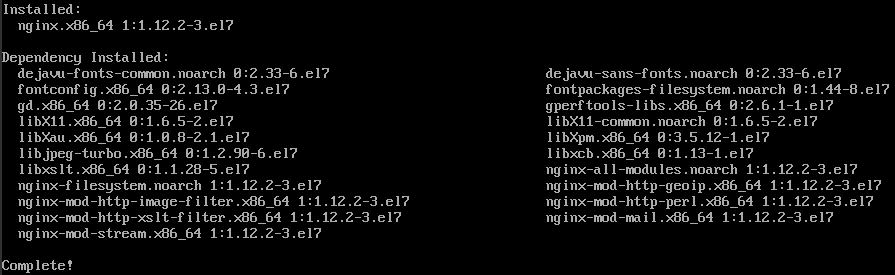 Installed:
  nginx.x86_64 1:1.12.2-3.el7

Dependency Installed:
  dejavu-fonts-common.noarch 0:2.33-6.el7                          dejavu-sans-fonts.noarch 0:2.33-6.el7
  fontconfig.x86_64 0:2.13.0-4.3.el7                               fontpackages-filesystem.noarch 0:1.44-8.el7
  gd.x86_64 0:2.0.35-26.el7                                        gperftools-libs.x86_64 0:2.6.1-1.el7
  libX11.x86_64 0:1.6.5-2.el7                                      libX11-common.noarch 0:1.6.5-2.el7
  libXau.x86_64 0:1.0.8-2.1.el7                                    libXpm.x86_64 0:3.5.12-1.el7
  libjpeg-turbo.x86_64 0:1.2.90-6.el7                              libxcb.x86_64 0:1.13-1.el7
  libxslt.x86_64 0:1.1.28-5.el7                                    nginx-all-modules.noarch 1:1.12.2-3.el7
  nginx-filesystem.noarch 1:1.12.2-3.el7                           nginx-mod-http-geoip.x86_64 1:1.12.2-3.el7
  nginx-mod-http-image-filter.x86_64 1:1.12.2-3.el7                nginx-mod-http-perl.x86_64 1:1.12.2-3.el7
  nginx-mod-http-xslt-filter.x86_64 1:1.12.2-3.el7                 nginx-mod-mail.x86_64 1:1.12.2-3.el7
  nginx-mod-stream.x86_64 1:1.12.2-3.el7

Complete!